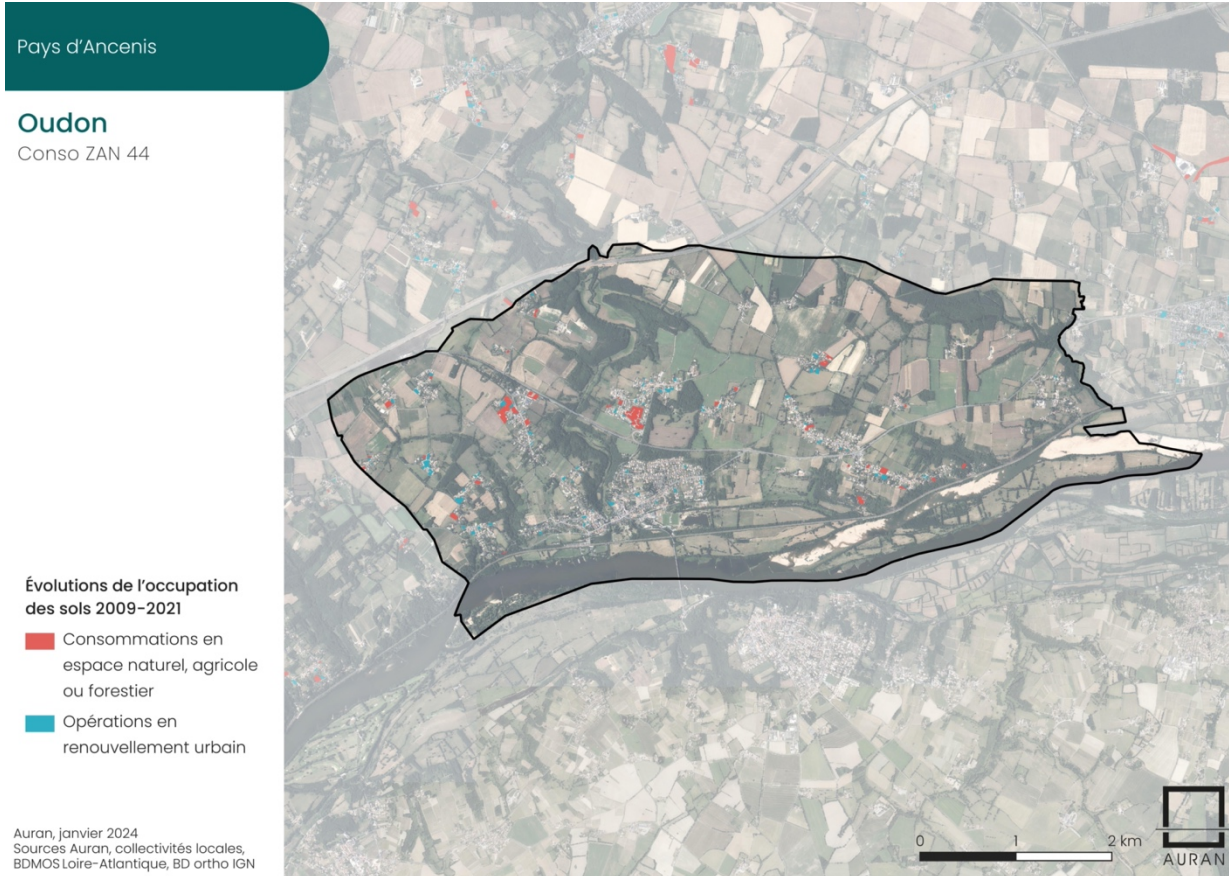 Pays d'Ancenis
Oudon
Conso ZAN 44
Évolutions de l'occupation
des sols 2009-2021
Consommations en
espace naturel, agricole
ou forestier
Opérations en
renouvellement urbain
Auran, janvier 2024
Sources Auran, collectivités locales,
BDMOS Loire-Atlantique, BD ortho IGN
0 1 2 km
AURAN